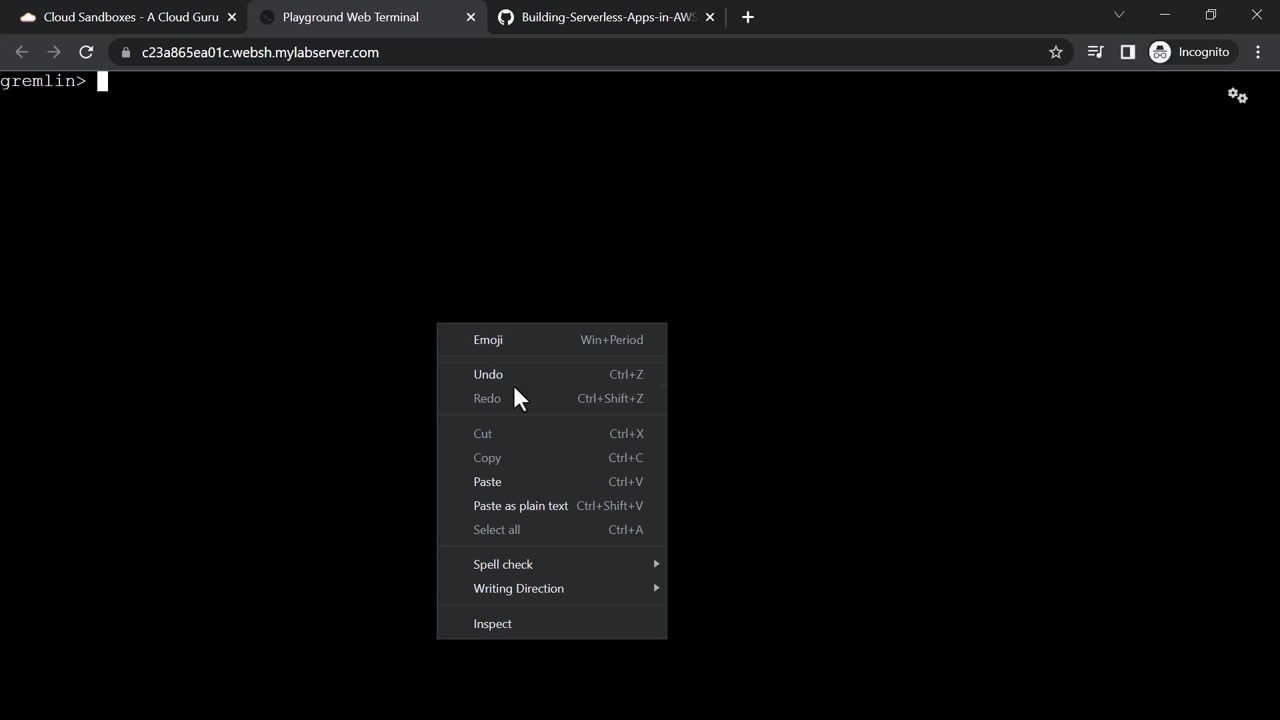 Cloud Sandboxes - A Cloud Guru
Playground Web Terminal
Building-Serverless-Apps-in-AWS
c23a865ea01c.websh.mylabserver.com
Incognito
gremlin>
Emoji Win+Period
Undo Ctrl+Z
Redo Ctrl+Shift+Z
Cut Ctrl+X
Copy Ctrl+C
Paste Ctrl+V
Paste as plain text Ctrl+Shift+V
Select all Ctrl+A
Spell check
Writing Direction
Inspect